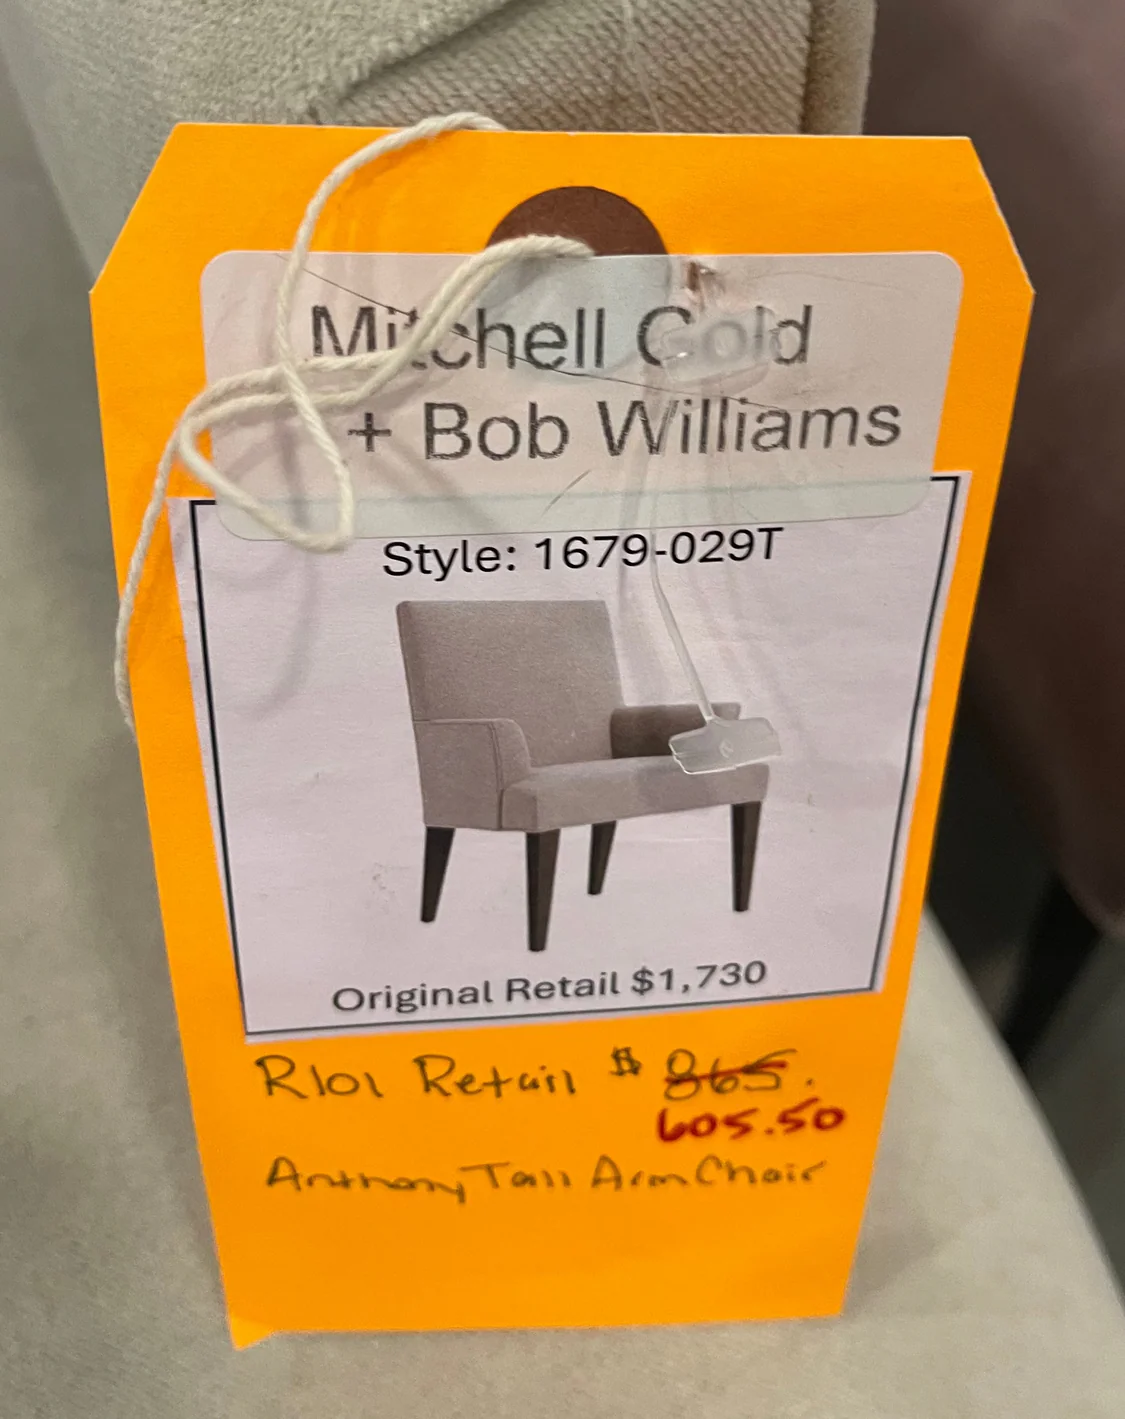 Mitchell Gold
+ Bob Williams
Style: 1679-029T
Original Retail $1,730
R101 Retail $ 865.
605.50
Anthony Tall Arm Chair